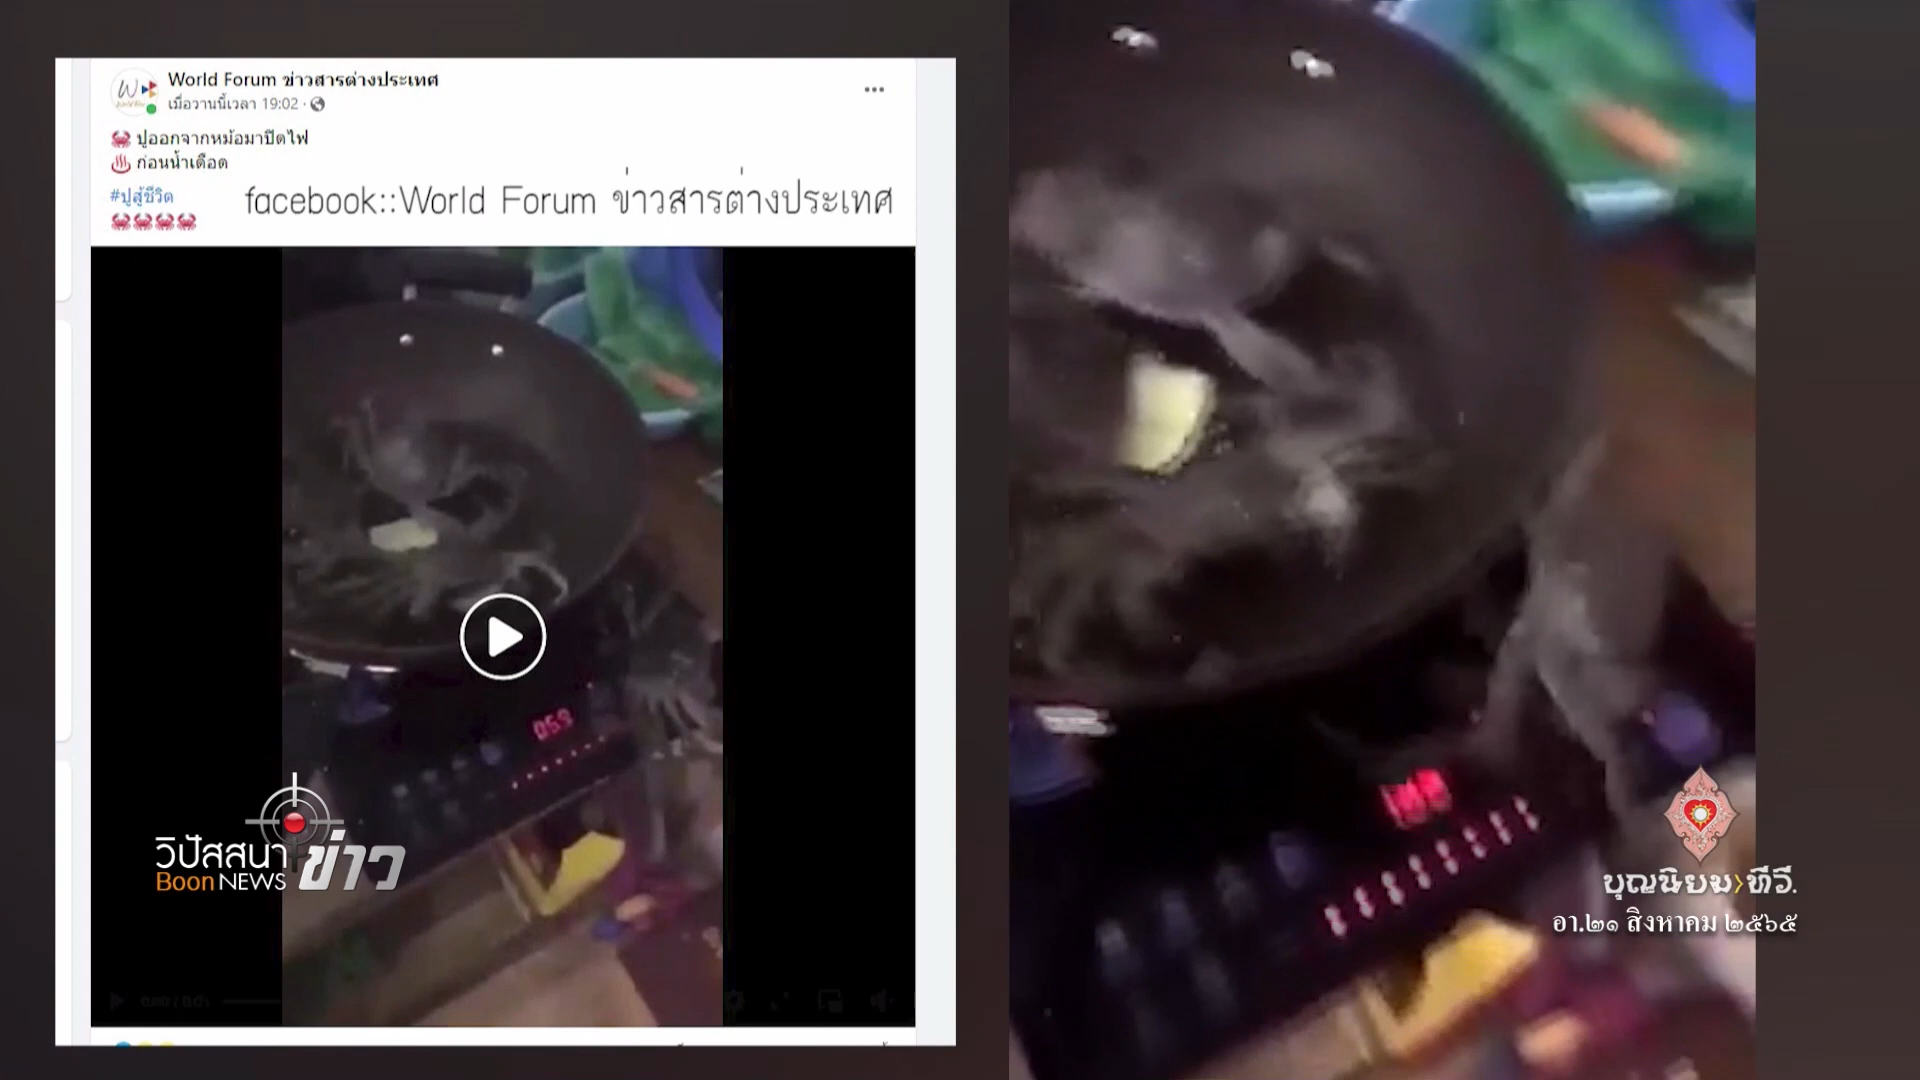 World Forum ข่าวสารต่างประเทศ
เมื่อวานนี้เวลา 19:02
ปูออกจากหม้อมาปิดไฟ
ก่อนน้ำเดือด
#ปูสู้ชีวิต
facebook::World Forum ข่าวสารต่างประเทศ
วิปัสสนาข่าว
Boon NEWS
บุญนิยม>ทีวี.
อา.๒๑ สิงหาคม ๒๕๖๕